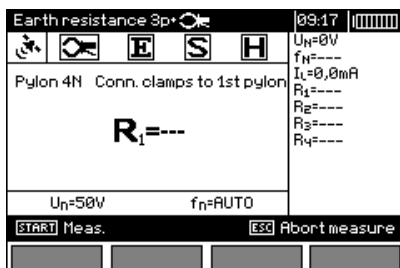 Earth resistance 3p+ 09:17
E S H
Pylon 4N Conn. clamps to 1st pylon
R1=---
Un=50V fn=AUTO
UN=0V
fN=---
IL=0,0mA
R1=---
R2=---
R3=---
R4=---
START Meas. ESC Abort measure